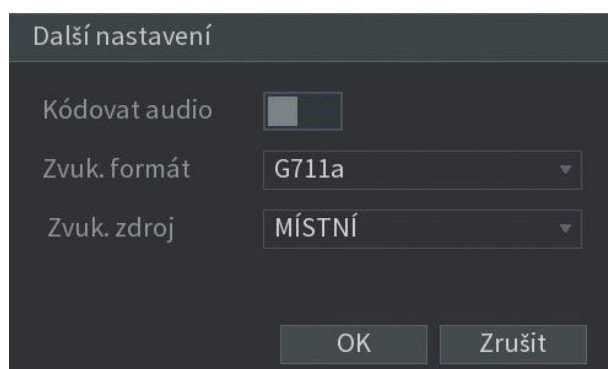 Další nastavení
Kódovat audio
Zvuk. formát G711a
Zvuk. zdroj MÍSTNÍ
OK Zrušit